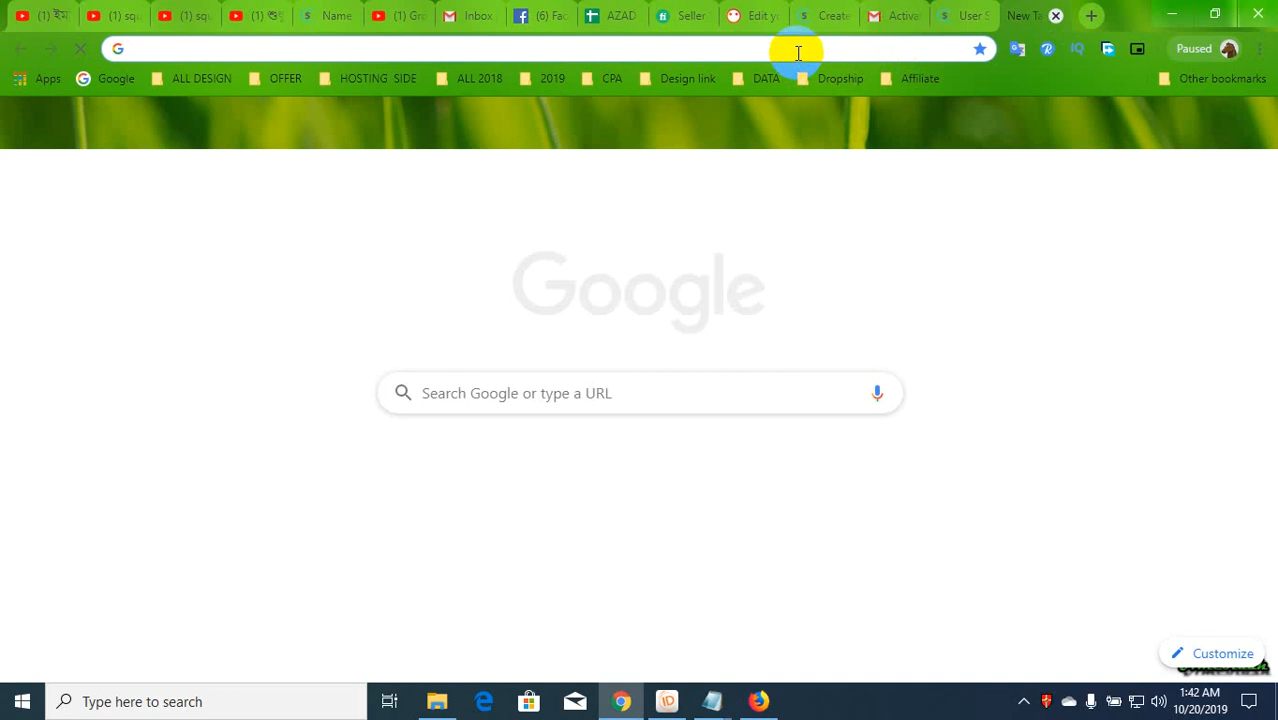 (1) ইম
(1) squ
(1) squ
(1) শুধু
Name
(1) Gro
Inbox
(6) Fac
AZAD
Seller
Edit yo
Create
Activa
User S
New Ta
Paused
Apps
Google
ALL DESIGN
OFFER
HOSTING SIDE
ALL 2018
2019
CPA
Design link
DATA
Dropship
Affiliate
Other bookmarks
Google
Search Google or type a URL
Customize
Type here to search
1:42 AM
10/20/2019